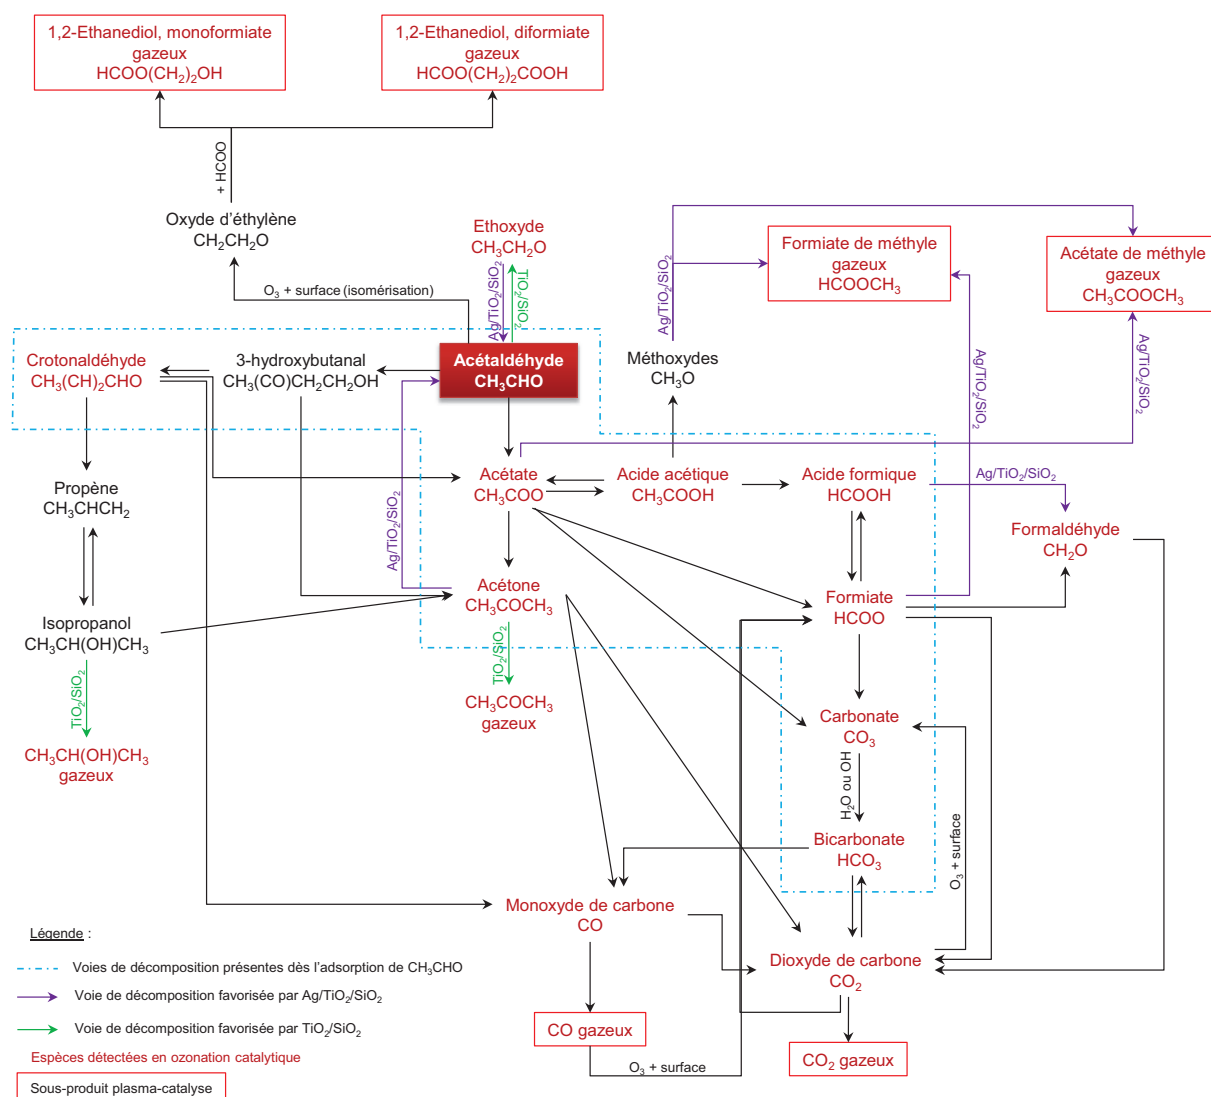 1,2-Ethanediol, monoformiate
gazeux
HCOO(CH₂)₂OH
1,2-Ethanediol, diformiate
gazeux
HCOO(CH₂)₂COOH
+ HCOO
Oxyde d'éthylène
CH₂CH₂O
Ethoxyde
CH₃CH₂O
Ag/TiO₂/SiO₂
TiO₂/SiO₂
O₃ + surface (isomérisation)
Ag/TiO₂/SiO₂
Formiate de méthyle
gazeux
HCOOCH₃
Acétate de méthyle
gazeux
CH₃COOCH₃
Crotonaldéhyde
CH₃(CH)₂CHO
3-hydroxybutanal
CH₃(CO)CH₂CH₂OH
Acétaldéhyde
CH₃CHO
Méthoxydes
CH₃O
Ag/TiO₂/SiO₂
Ag/TiO₂/SiO₂
Propène
CH₃CHCH₂
Ag/TiO₂/SiO₂
Acétate
CH₃COO
Acide acétique
CH₃COOH
Acide formique
HCOOH
Ag/TiO₂/SiO₂
Formaldéhyde
CH₂O
Isopropanol
CH₃CH(OH)CH₃
Acétone
CH₃COCH₃
Formiate
HCOO
TiO₂/SiO₂
TiO₂/SiO₂
CH₃CH(OH)CH₃
gazeux
CH₃COCH₃
gazeux
Carbonate
CO₃
H₂O ou OH
Bicarbonate
HCO₃
O₃ + surface
Monoxyde de carbone
CO
Dioxyde de carbone
CO₂
CO gazeux
CO₂ gazeux
O₃ + surface
Légende :
Voies de décomposition présentes dès l'adsorption de CH₃CHO
Voie de décomposition favorisée par Ag/TiO₂/SiO₂
Voie de décomposition favorisée par TiO₂/SiO₂
Espèces détectées en ozonation catalytique
Sous-produit plasma-catalyse